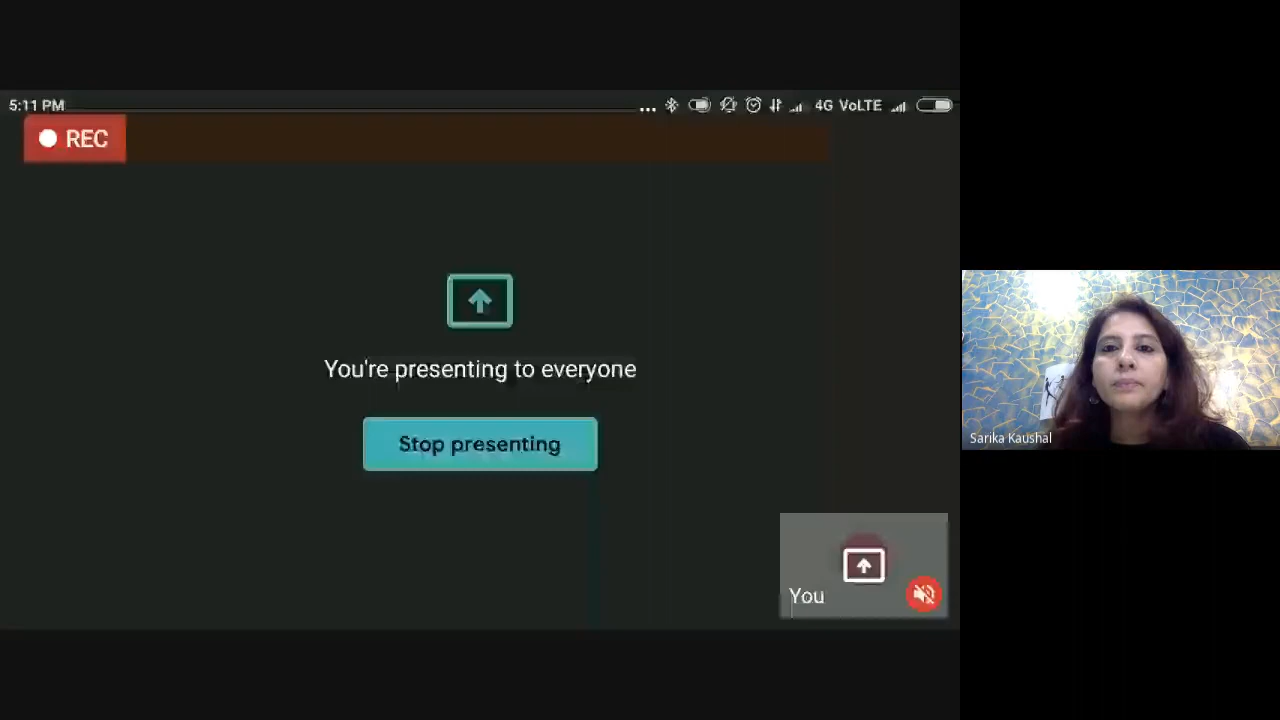 5:11 PM
... 4G VoLTE
REC
You're presenting to everyone
Stop presenting
Sarika Kaushal
You